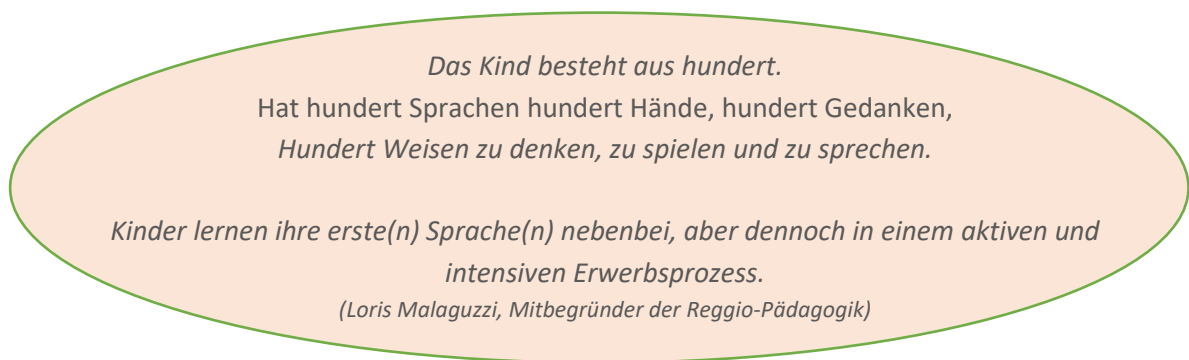 Das Kind besteht aus hundert.
Hat hundert Sprachen hundert Hände, hundert Gedanken,
Hundert Weisen zu denken, zu spielen und zu sprechen.
Kinder lernen ihre erste(n) Sprache(n) nebenbei, aber dennoch in einem aktiven und
intensiven Erwerbsprozess.
(Loris Malaguzzi, Mitbegründer der Reggio-Pädagogik)